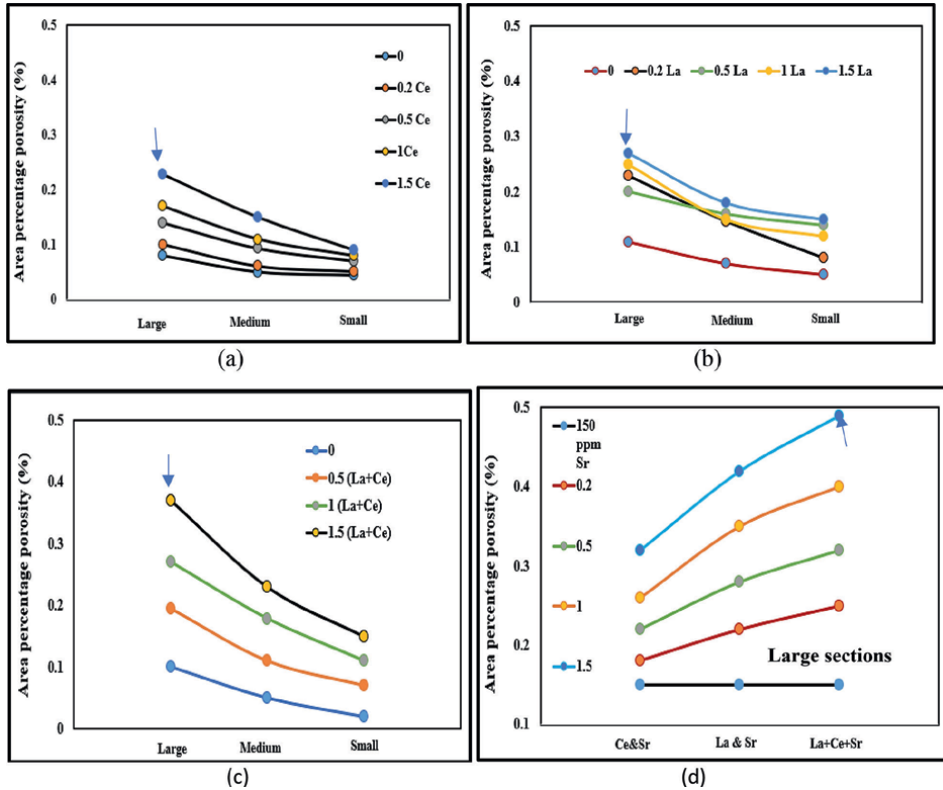 Area percentage porosity (%)
0.5
0.4
0.3
0.2
0.1
0
Large
Medium
Small
0
0.2 Ce
0.5 Ce
1Ce
1.5 Ce
(a)
Area percentage porosity (%)
0.5
0.4
0.3
0.2
0.1
0
Large
Medium
Small
0
0.2 La
0.5 La
1 La
1.5 La
(b)
Area percentage porosity (%)
0.5
0.4
0.3
0.2
0.1
0
Large
Medium
Small
0
0.5 (La+Ce)
1 (La+Ce)
1.5 (La+Ce)
(c)
Area percentage porosity (%)
0.5
0.4
0.3
0.2
0.1
Ce&Sr
La & Sr
La+Ce+Sr
150
ppm
Sr
0.2
0.5
1
1.5
Large sections
(d)